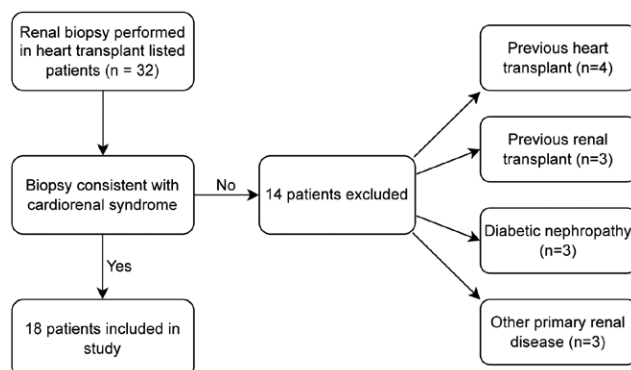 Renal biopsy performed
in heart transplant listed
patients (n = 32)
Biopsy consistent with
cardiorenal syndrome
No
14 patients excluded
Yes
18 patients included in
study
Previous heart
transplant (n=4)
Previous renal
transplant (n=3)
Diabetic nephropathy
(n=3)
Other primary renal
disease (n=3)